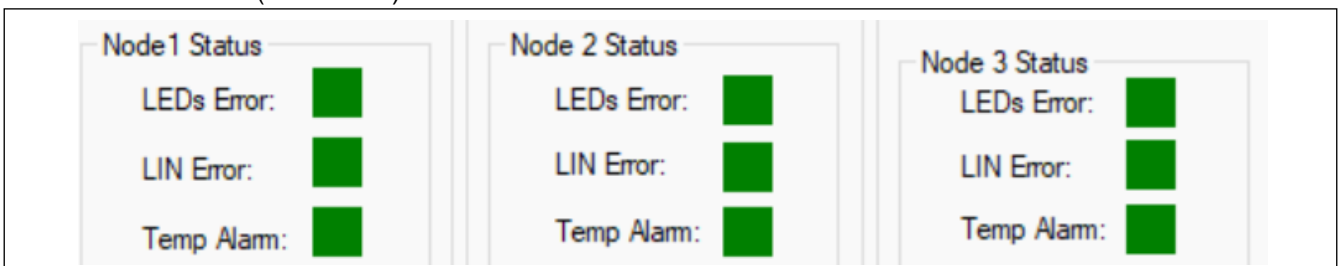 Node1 Status
LEDs Error:
LIN Error:
Temp Alarm:
Node 2 Status
LEDs Error:
LIN Error:
Temp Alarm:
Node 3 Status
LEDs Error:
LIN Error:
Temp Alarm: